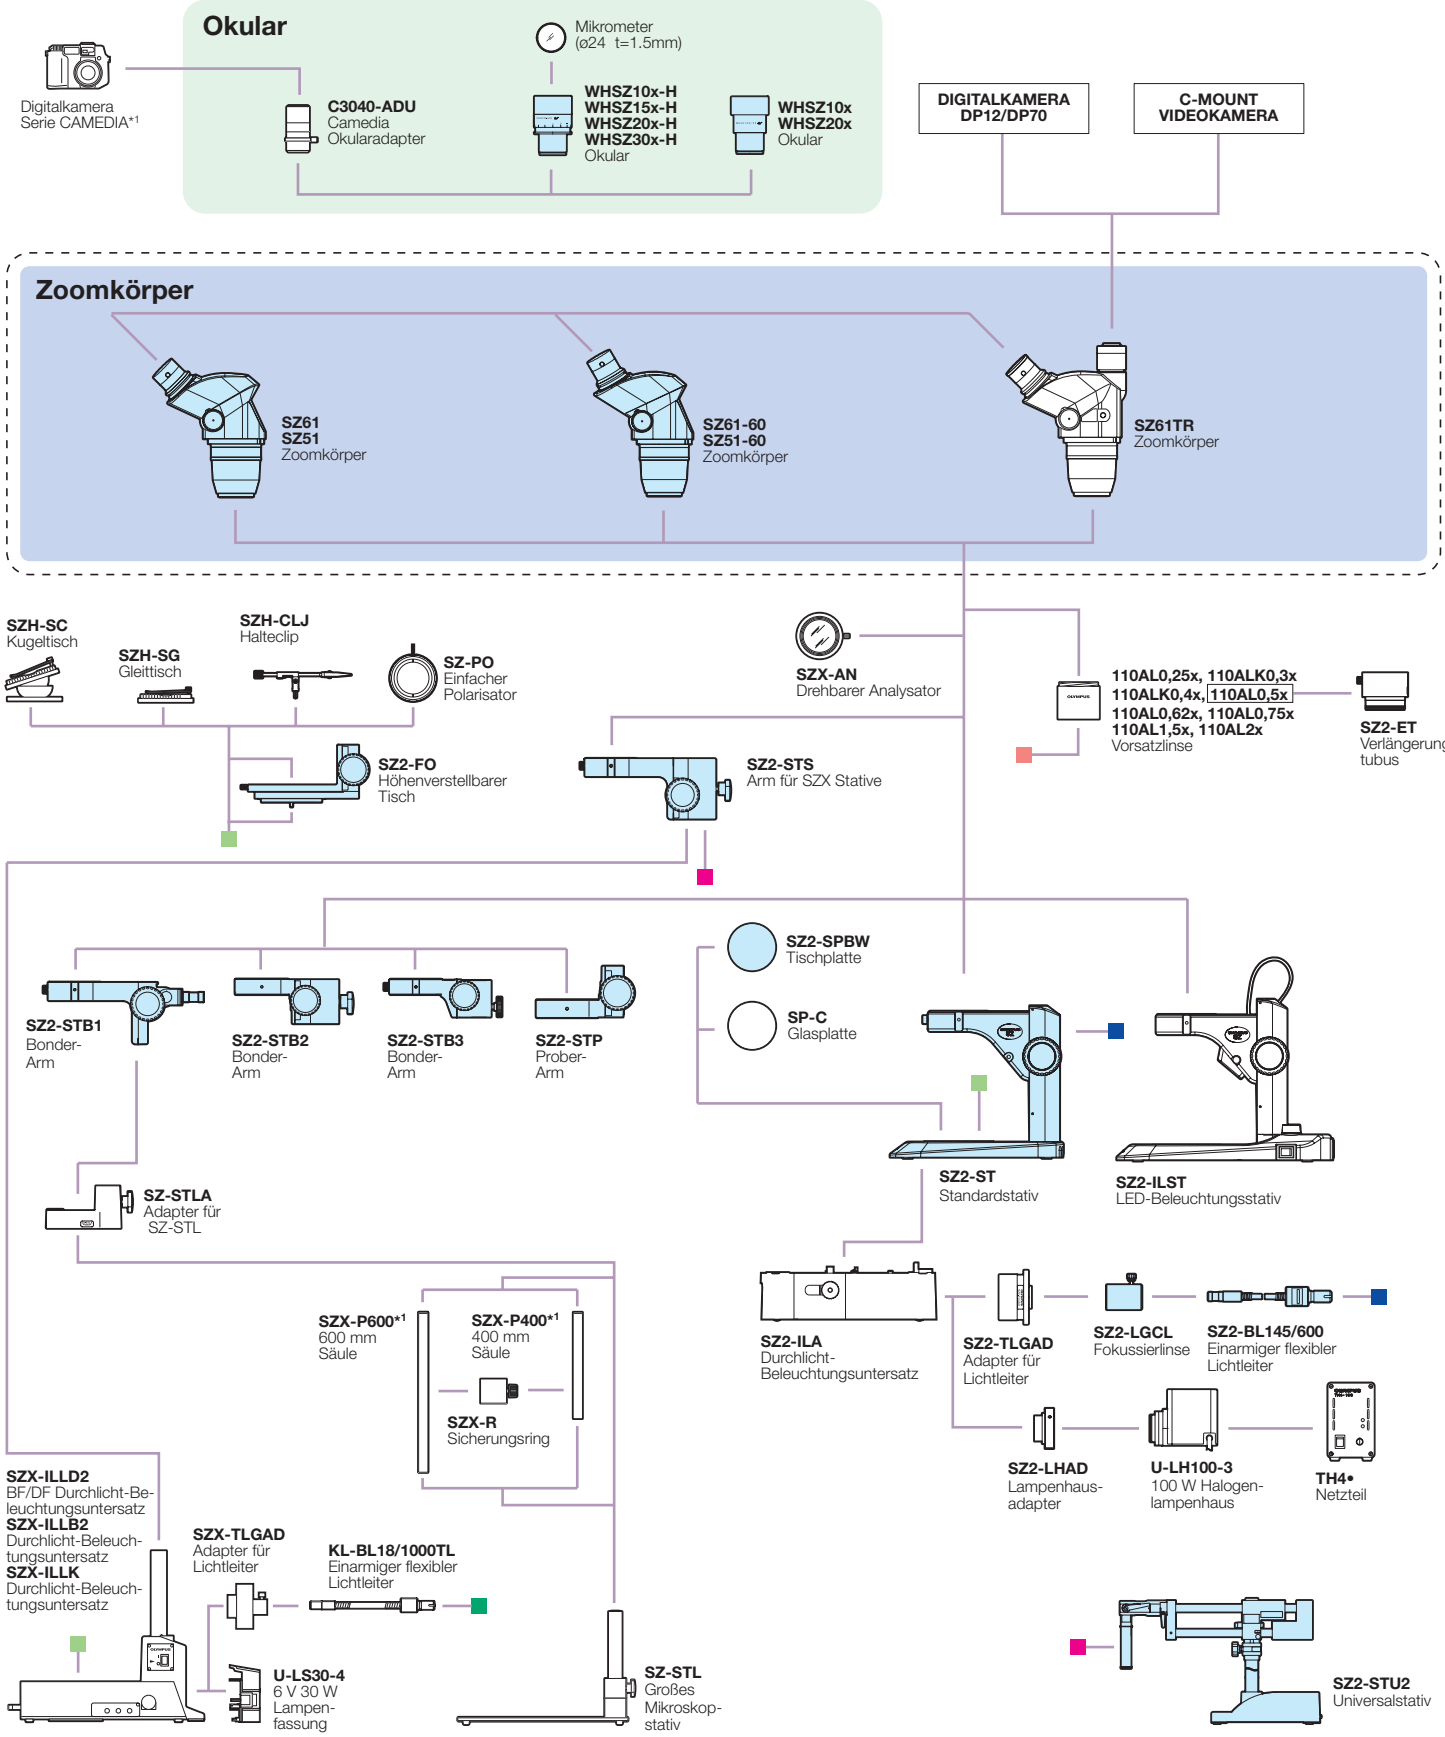 Okular
Mikrometer
(ø24 t=1.5mm)
Digitalkamera
Serie CAMEDIA*1
C3040-ADU
Camedia
Okularadapter
WHSZ10x-H
WHSZ15x-H
WHSZ20x-H
WHSZ30x-H
Okular
WHSZ10x
WHSZ20x
Okular
DIGITALKAMERA
DP12/DP70
C-MOUNT
VIDEOKAMERA
Zoomkörper
SZ61
SZ51
Zoomkörper
SZ61-60
SZ51-60
Zoomkörper
SZ61TR
Zoomkörper
SZH-SC
Kugeltisch
SZH-SG
Gleittisch
SZH-CLJ
Halteclip
SZ-PO
Einfacher
Polarisator
SZX-AN
Drehbarer Analysator
OLYMPUS
110AL0,25x, 110ALK0,3x
110ALK0,4x, 110AL0,5x
110AL0,62x, 110AL0,75x
110AL1,5x, 110AL2x
Vorsatzlinse
SZ2-ET
Verlängerung
tubus
SZ2-FO
Höhenverstellbarer
Tisch
SZ2-STS
Arm für SZX Stative
SZ2-STB1
Bonder-
Arm
SZ2-STB2
Bonder-
Arm
SZ2-STB3
Bonder-
Arm
SZ2-STP
Prober-
Arm
SZ2-SPBW
Tischplatte
SP-C
Glasplatte
SZ2-ST
Standardstativ
SZ2-ILST
LED-Beleuchtungsstativ
SZ-STLA
Adapter für
SZ-STL
SZX-P600*1
600 mm
Säule
SZX-P400*1
400 mm
Säule
SZX-R
Sicherungsring
SZ2-ILA
Durchlicht-
Beleuchtungsuntersatz
SZ2-TLGAD
Adapter für
Lichtleiter
SZ2-LGCL
Fokussierlinse
SZ2-BL145/600
Einarmiger flexibler
Lichtleiter
SZ2-LHAD
Lampenhaus-
adapter
U-LH100-3
100 W Halogen-
lampenhaus
OLYMPUS
TH4•
Netzteil
SZX-ILLD2
BF/DF Durchlicht-Be-
leuchtungsuntersatz
SZX-ILLB2
Durchlicht-Beleuch-
tungsuntersatz
SZX-ILLK
Durchlicht-Beleuch-
tungsuntersatz
OLYMPUS
SZX-TLGAD
Adapter für
Lichtleiter
KL-BL18/1000TL
Einarmiger flexibler
Lichtleiter
U-LS30-4
6 V 30 W
Lampen-
fassung
SZ-STL
Großes
Mikroskop-
stativ
SZ2-STU2
Universalstativ